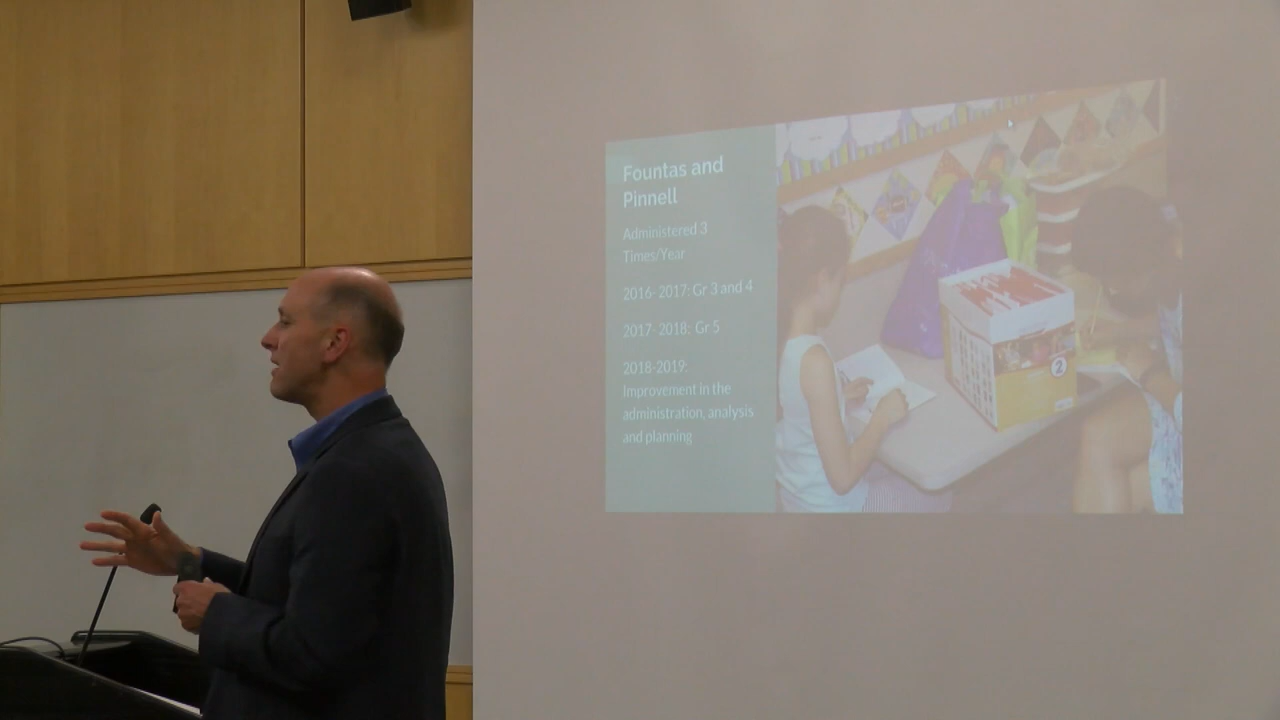 Fountas and
Pinnell
Administered 3
Times/Year
2016- 2017: Gr 3 and 4
2017- 2018: Gr 5
2018-2019:
Improvement in the
administration, analysis
and planning
2